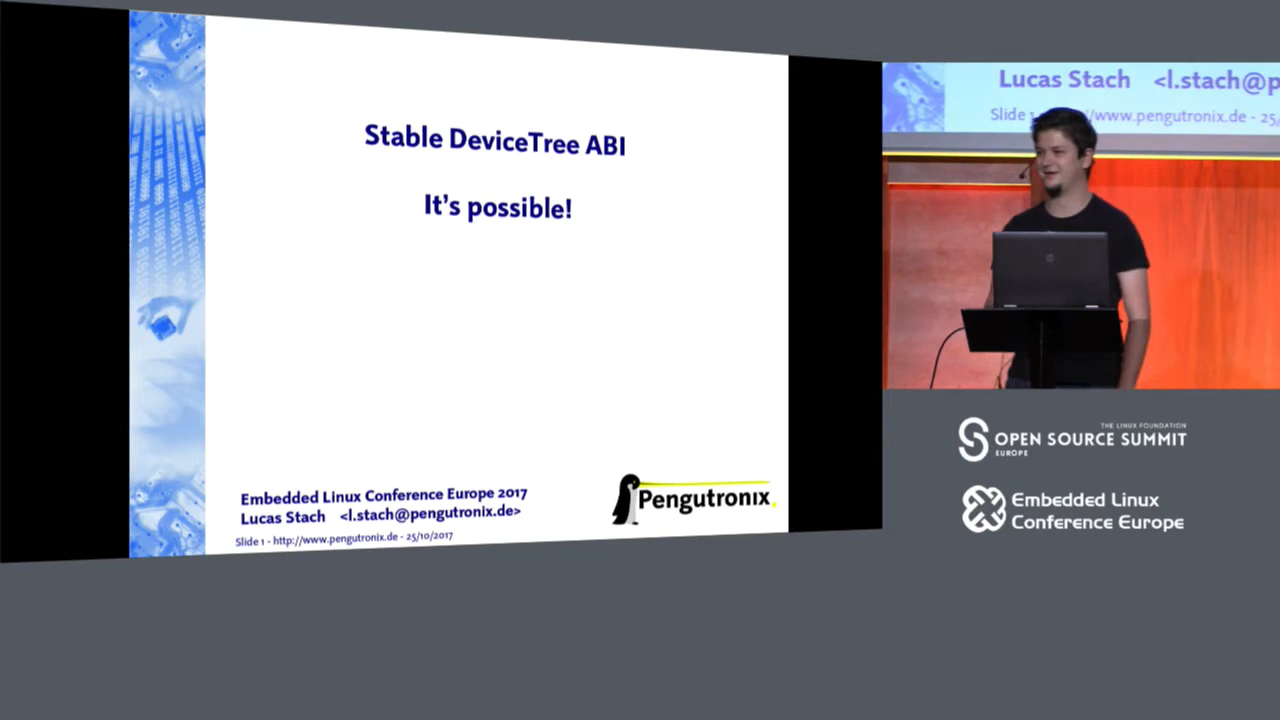 Stable DeviceTree ABI
It's possible!
Embedded Linux Conference Europe 2017
Lucas Stach <l.stach@pengutronix.de>
Slide 1 - http://www.pengutronix.de - 25/10/2017
Pengutronix.
Lucas Stach <l.stach@p
Slide 1 /www.pengutronix.de - 25/
THE LINUX FOUNDATION
OPEN SOURCE SUMMIT
EUROPE
Embedded Linux
Conference Europe